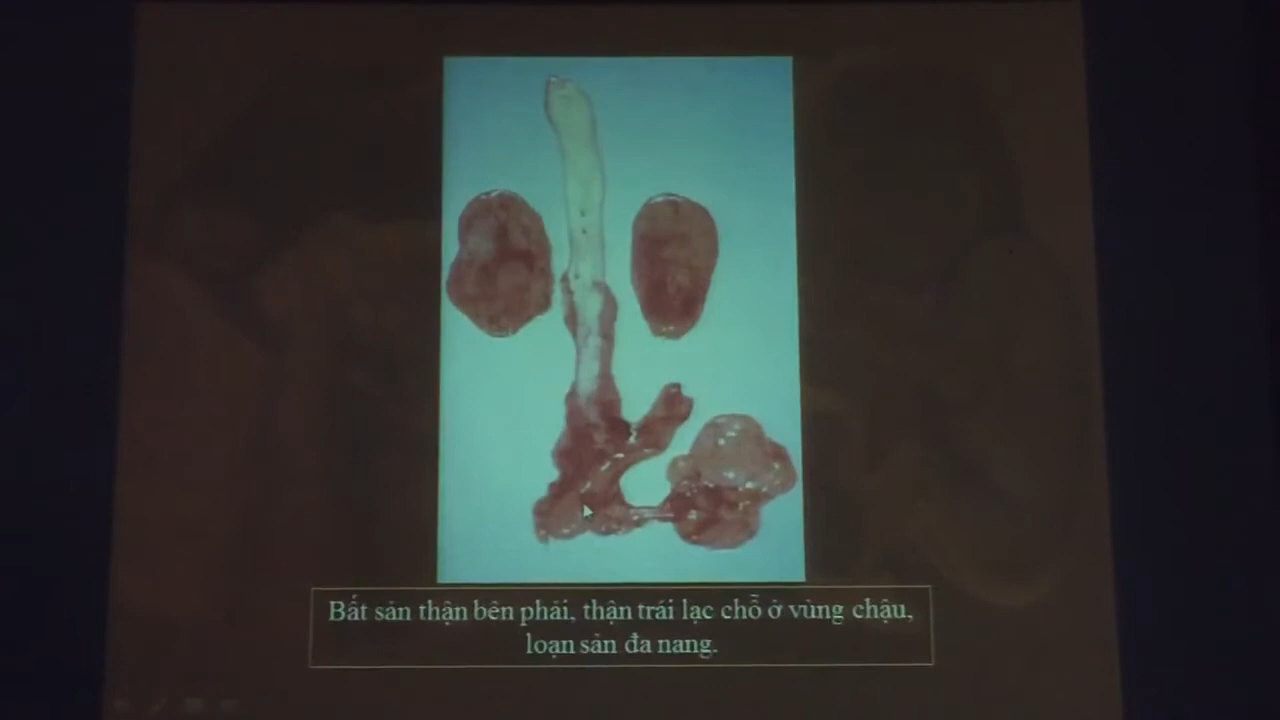 Bất sản thận bên phải, thận trái lạc chỗ ở vùng chậu,
loạn sản đa nang.